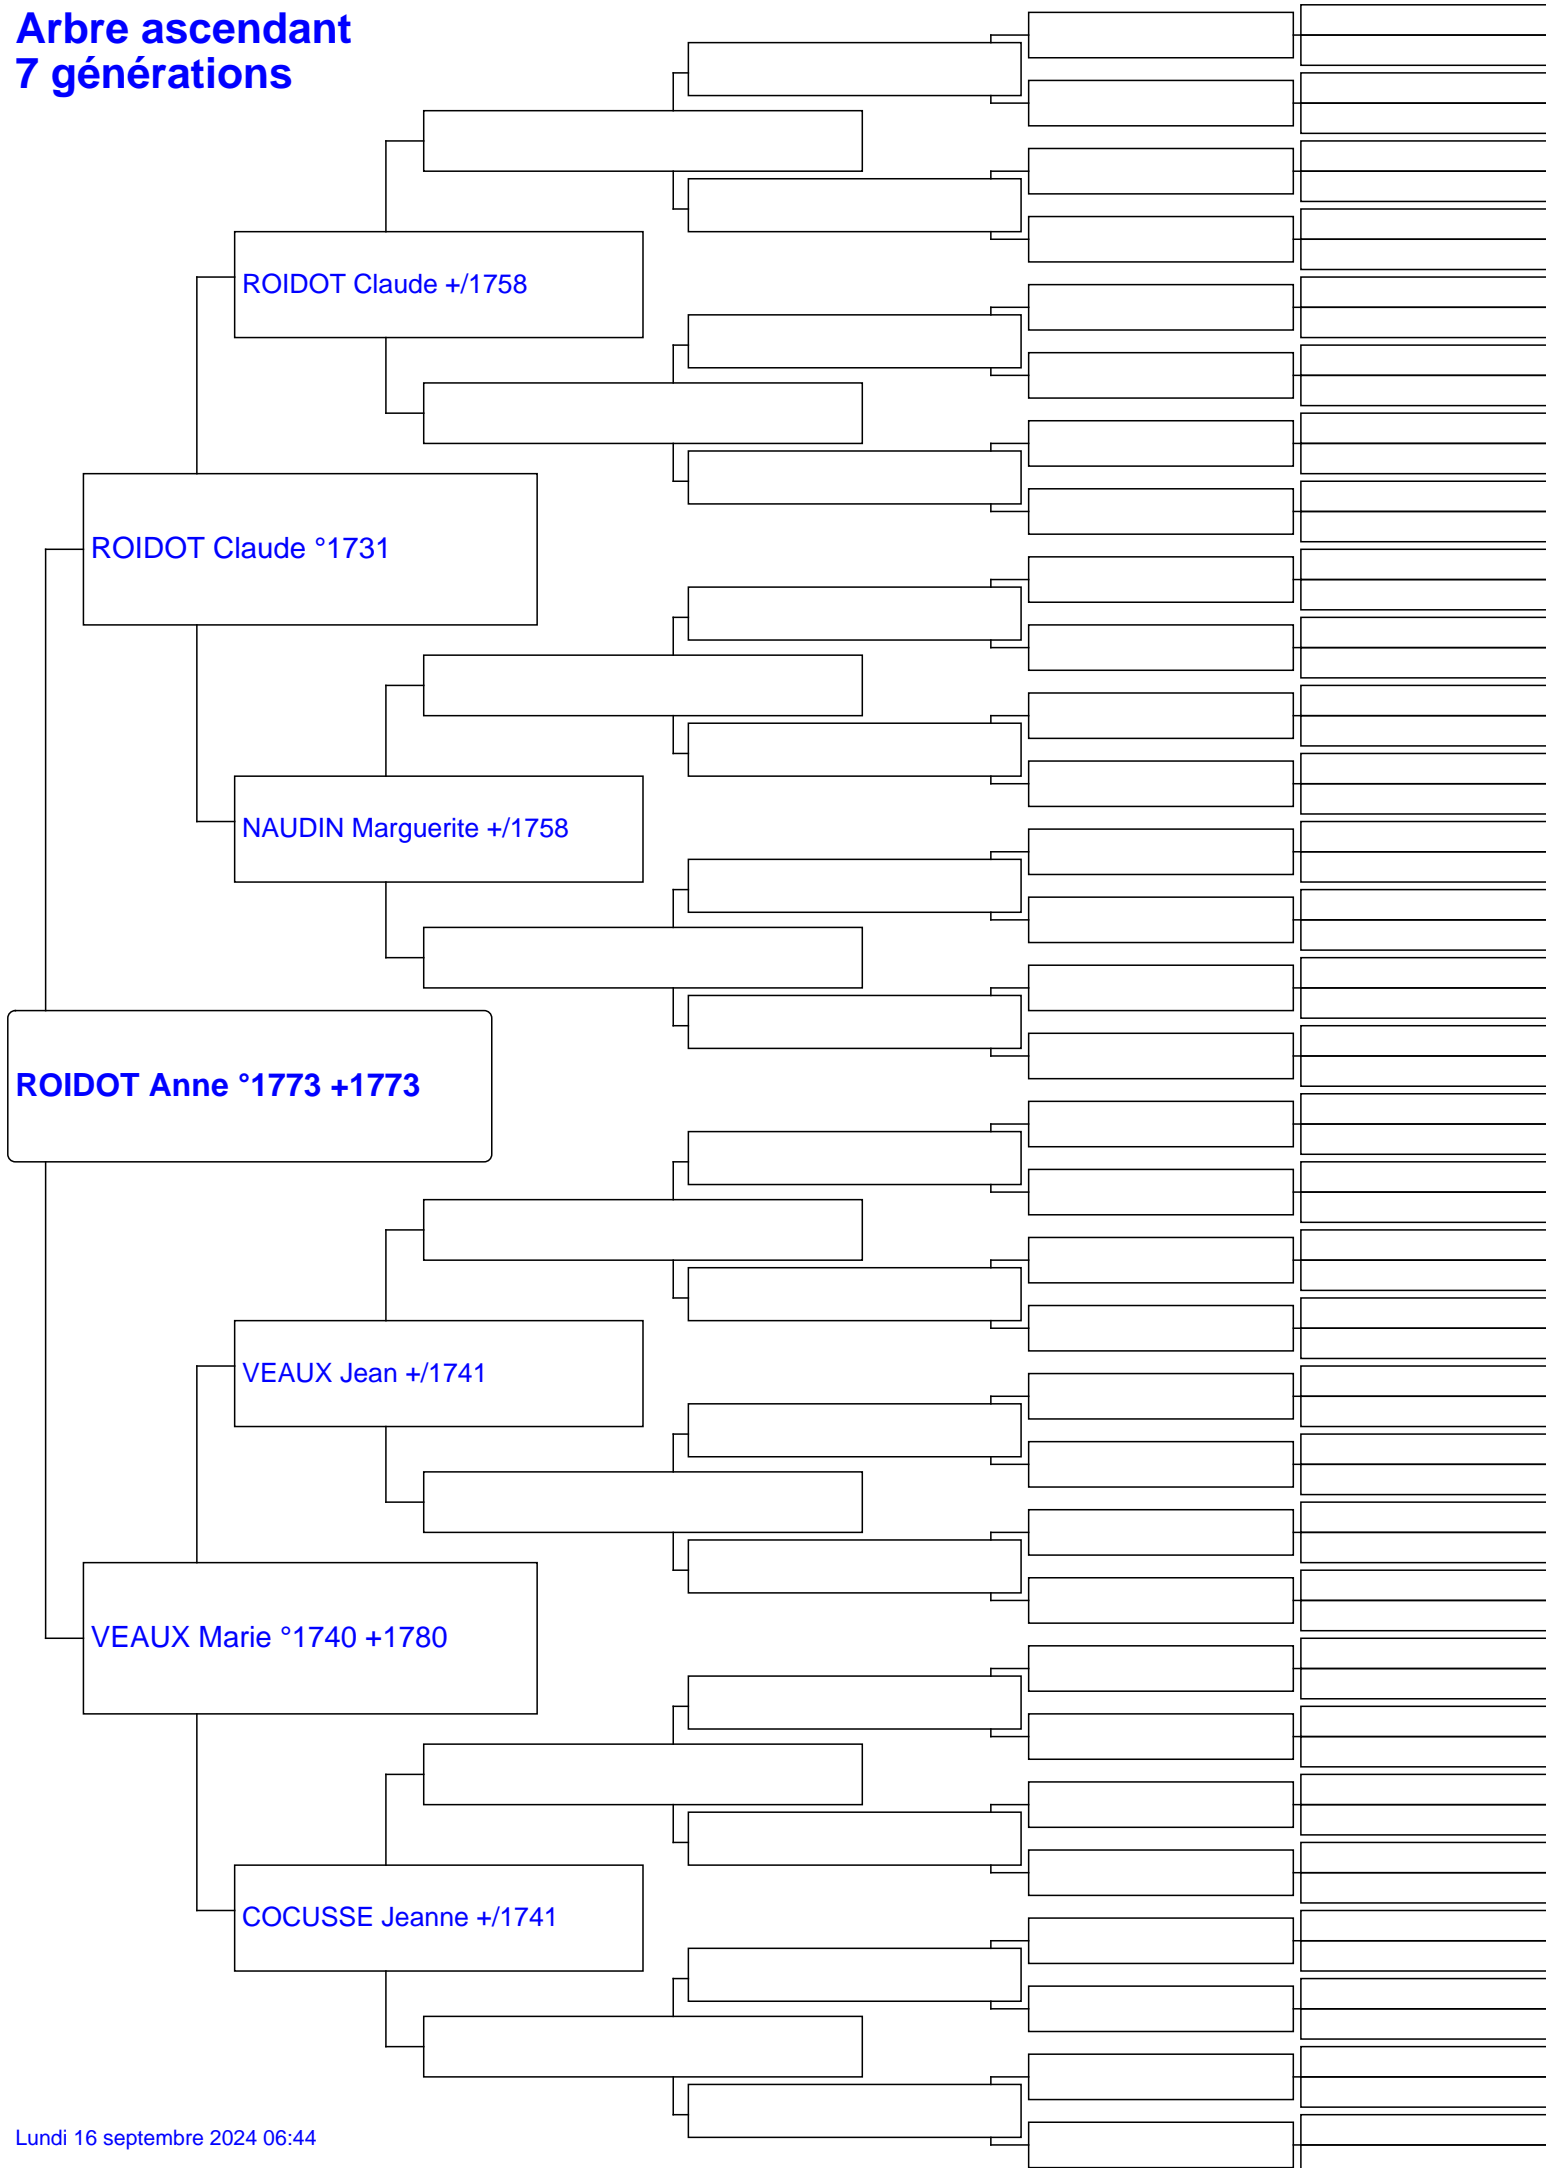 Arbre ascendant
7 générations
ROIDOT Claude +/1758
ROIDOT Claude °1731
NAUDIN Marguerite +/1758
ROIDOT Anne °1773 +1773
VEAUX Jean +/1741
VEAUX Marie °1740 +1780
COCUSSE Jeanne +/1741
Lundi 16 septembre 2024 06:44